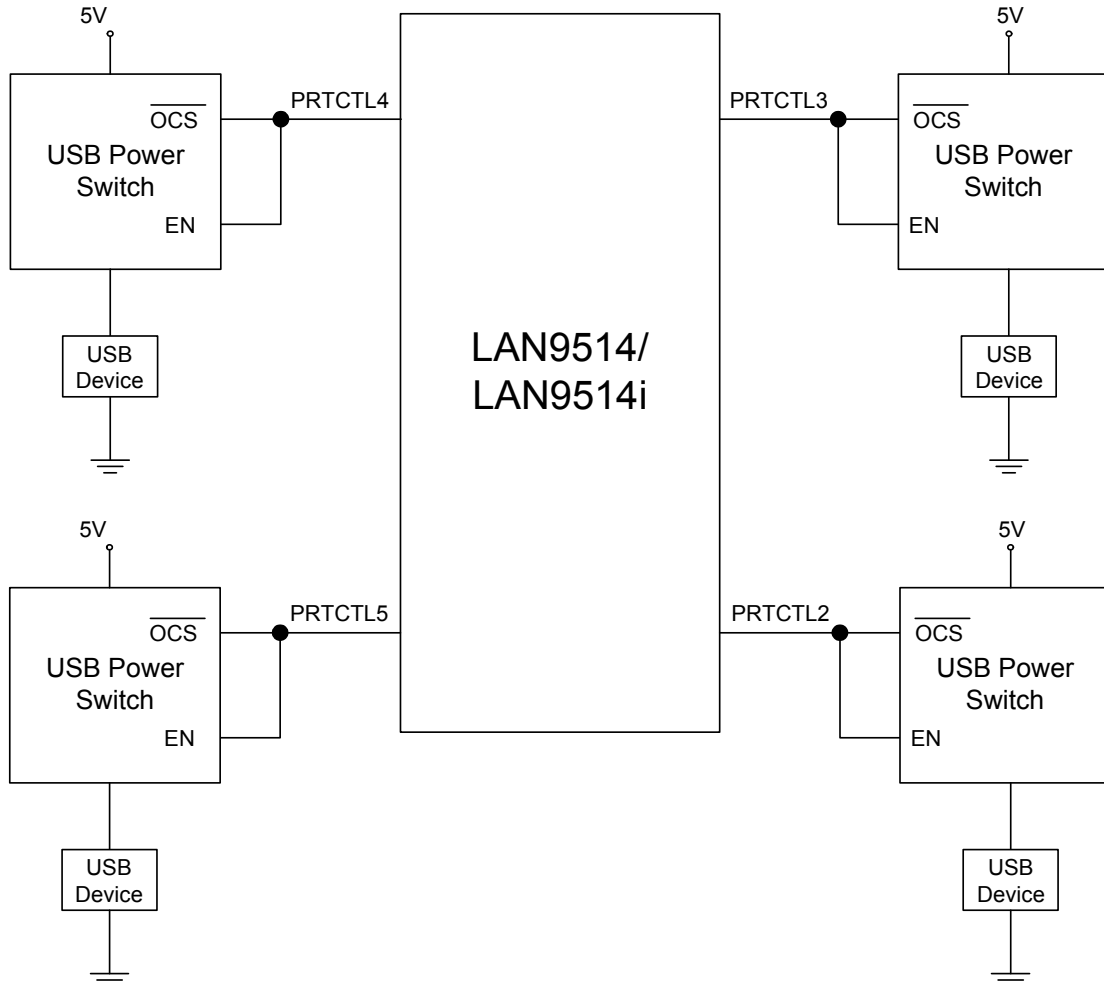 5V
OCS
USB Power
Switch
EN
PRTCTL4
USB
Device
LAN9514/
LAN9514i
5V
PRTCTL3
OCS
USB Power
Switch
EN
USB
Device
5V
OCS
USB Power
Switch
EN
PRTCTL5
USB
Device
5V
PRTCTL2
OCS
USB Power
Switch
EN
USB
Device